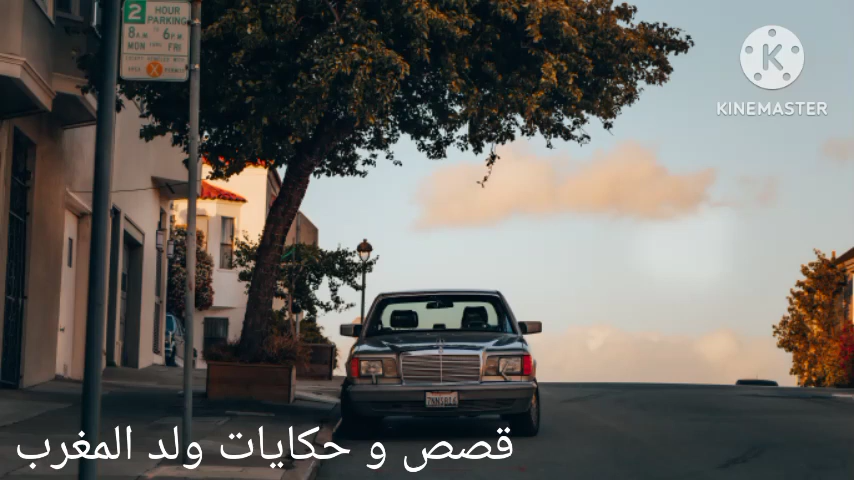 2 HOUR
PARKING
8 A.M. TO 6 P.M.
MON THRU FRI
KINEMASTER
قصص و حكايات ولد المغرب